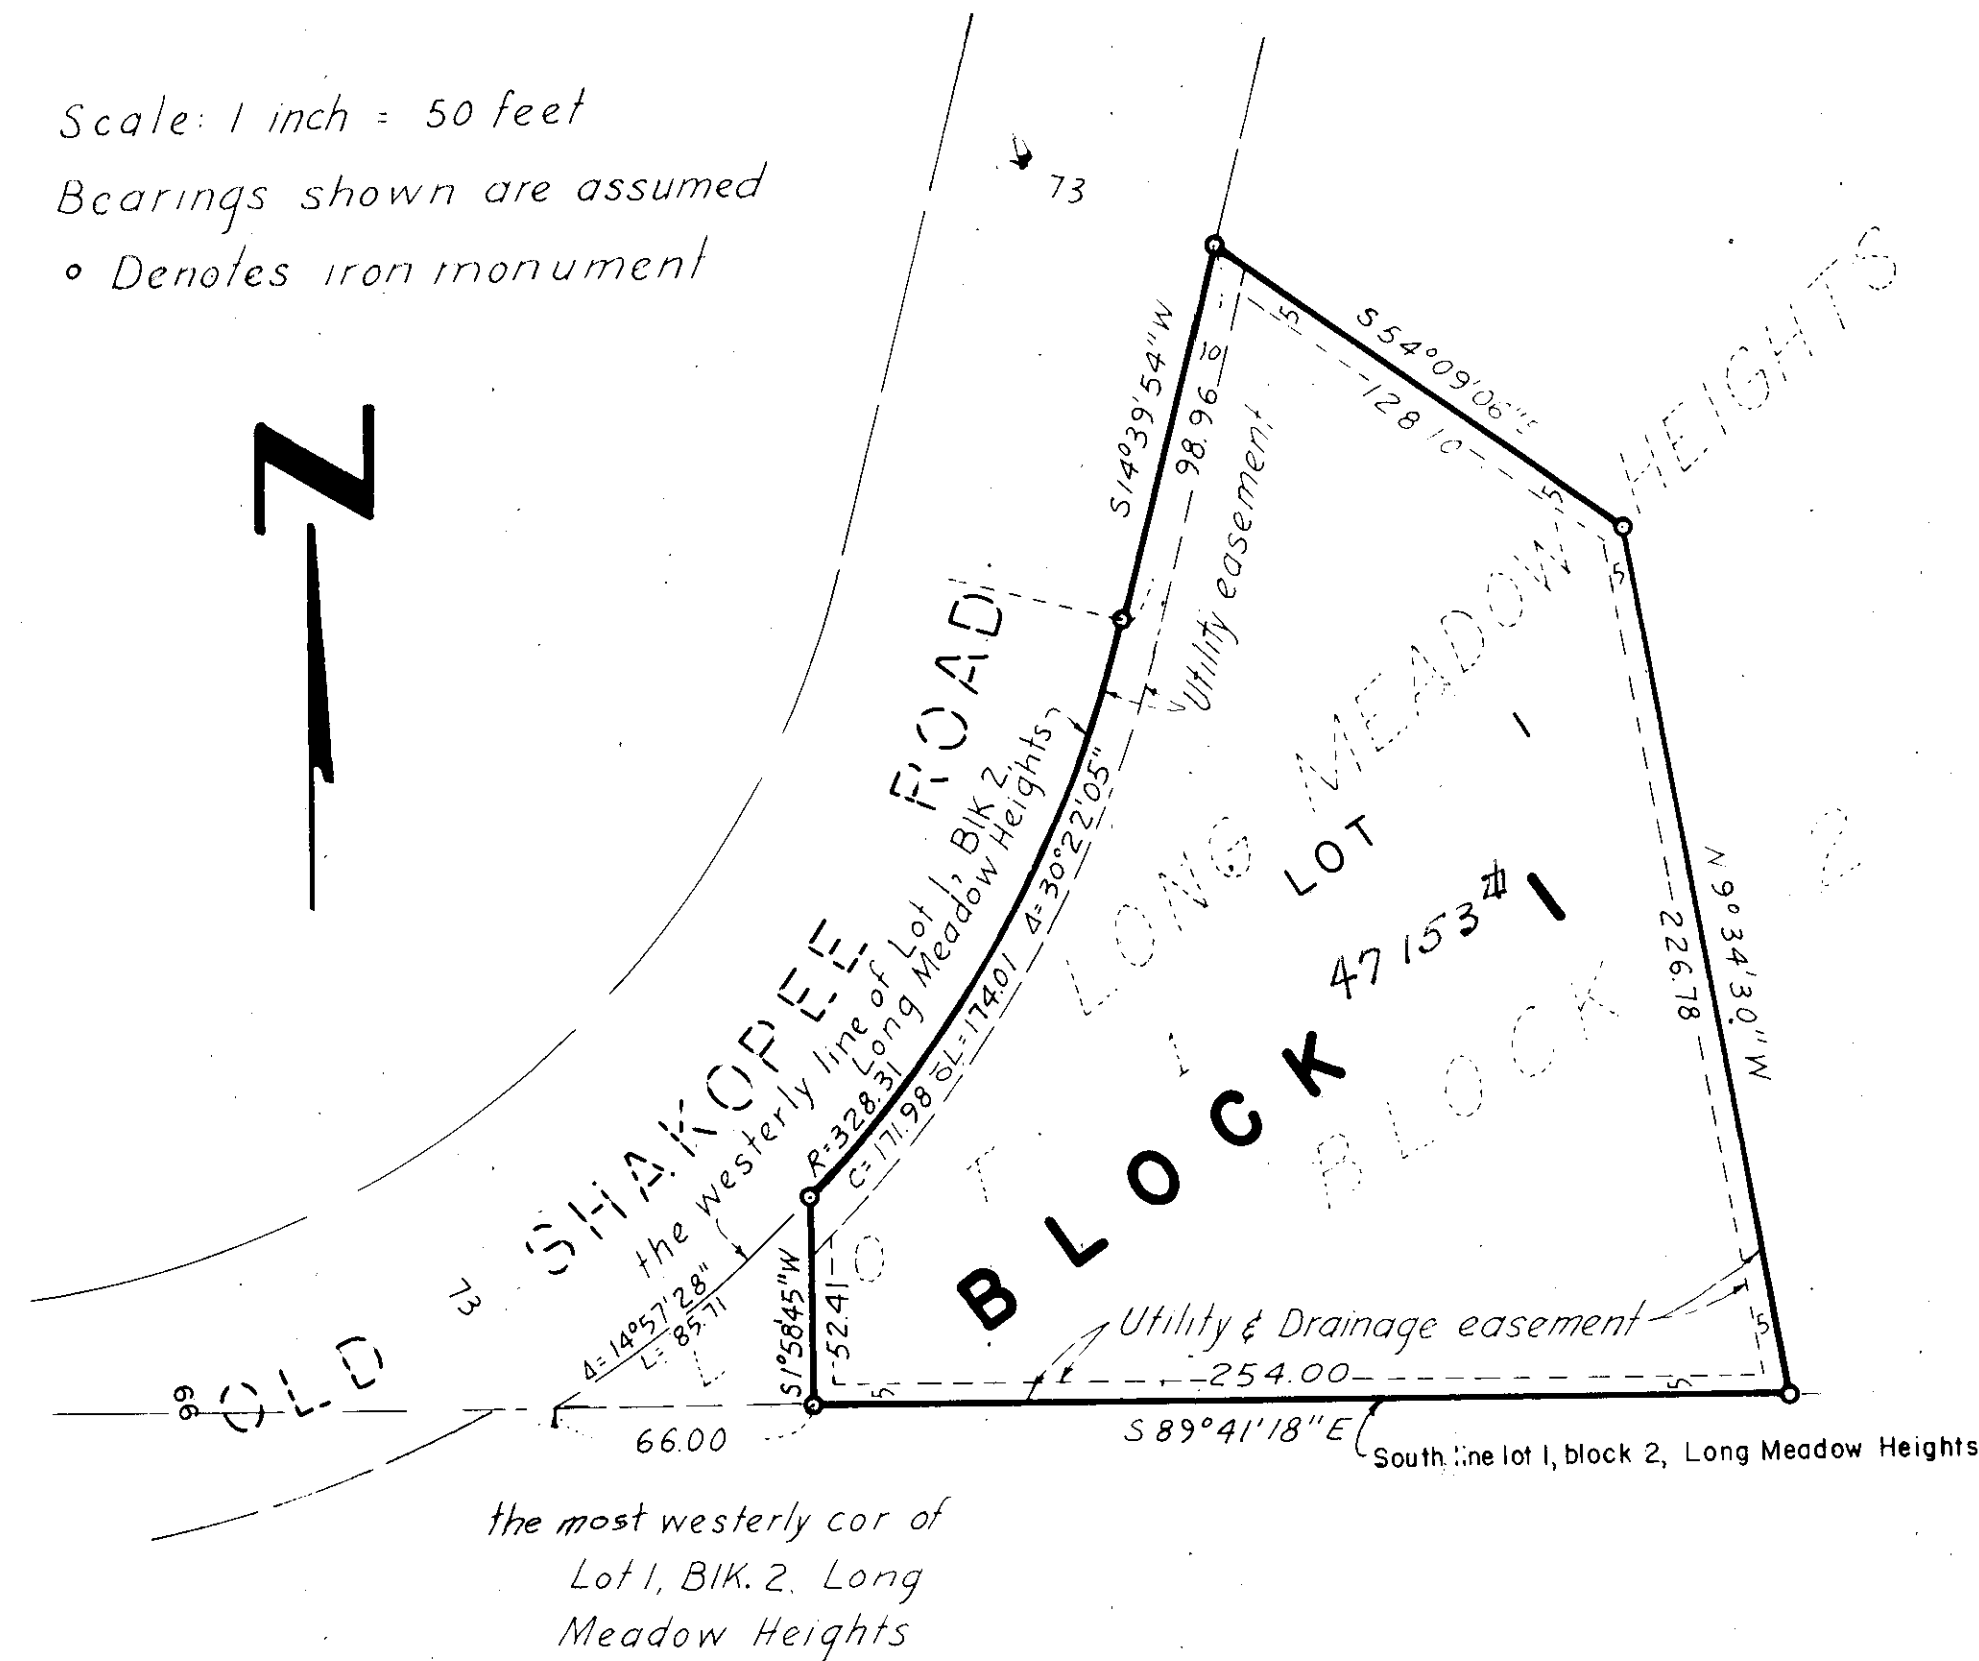 Scale: 1 inch = 50 feet
Bearings shown are assumed
o Denotes iron monument
73
S14°39'54"W
10
98.96
Utility easement
5
S54°09'06"E
128.10
5
5
LONG MEADOW HEIGHTS
LOT 1
47153#
BLOCK 1
LOT 1
BLOCK 2
N9°34'30"W
226.78
OLD SHAKOPEE ROAD
73
66
the westerly line of Lot 1, Blk 2,
Long Meadow Heights
R=328.31
Δ=30°22'05"
L=174.01
C=171.98
Δ=14°57'28"
L=85.71
S1°58'45"W
52.41
Utility & Drainage easement
5
254.00
5
5
S89°41'18"E
South line lot 1, block 2, Long Meadow Heights
66.00
the most westerly cor of
Lot 1, Blk. 2. Long
Meadow Heights